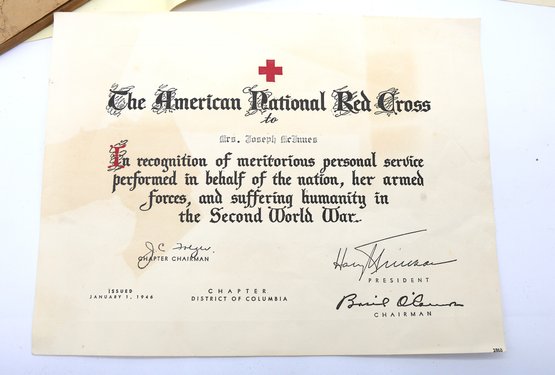 The American National Red Cross
to
Mrs. Joseph McInnes
In recognition of meritorious personal service
performed in behalf of the nation, her armed
forces, and suffering humanity in
the Second World War.
CHAPTER CHAIRMAN
Harry Truman
PRESIDENT
ISSUED
JANUARY 1, 1946
CHAPTER
DISTRICT OF COLUMBIA
Basil O'Connor
CHAIRMAN